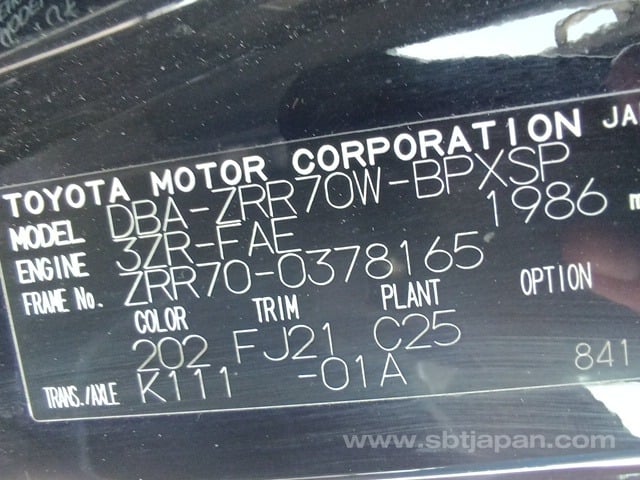 TOYOTA MOTOR CORPORATION JA
MODEL DBA-ZRR70W-BPXSP
ENGINE 3ZR-FAE 1986 m
FRAME No. ZRR70-0378165
COLOR TRIM PLANT OPTION
202 FJ21 C25
TRANS./AXLE K111 -01A 841
www.sbtjapan.com